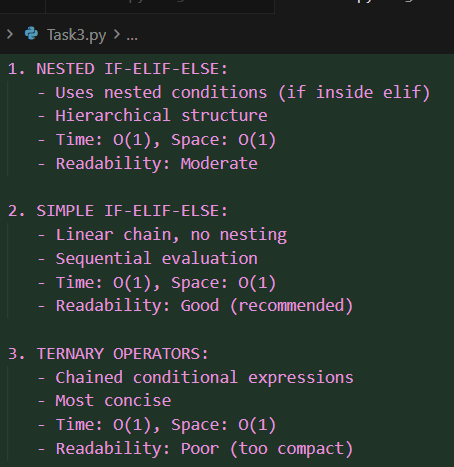 > Task3.py > ...
1. NESTED IF-ELIF-ELSE:
- Uses nested conditions (if inside elif)
- Hierarchical structure
- Time: O(1), Space: O(1)
- Readability: Moderate
2. SIMPLE IF-ELIF-ELSE:
- Linear chain, no nesting
- Sequential evaluation
- Time: O(1), Space: O(1)
- Readability: Good (recommended)
3. TERNARY OPERATORS:
- Chained conditional expressions
- Most concise
- Time: O(1), Space: O(1)
- Readability: Poor (too compact)